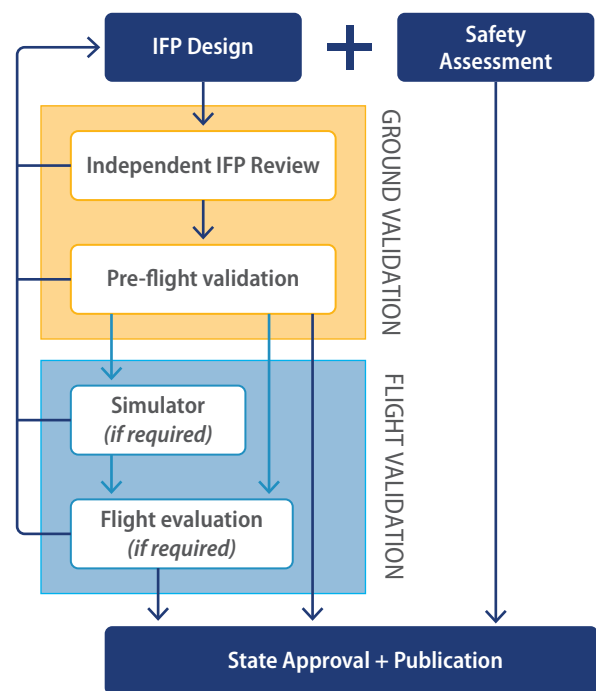 IFP Design
+
Safety
Assessment
GROUND VALIDATION
Independent IFP Review
Pre-flight validation
FLIGHT VALIDATION
Simulator
(if required)
Flight evaluation
(if required)
State Approval + Publication